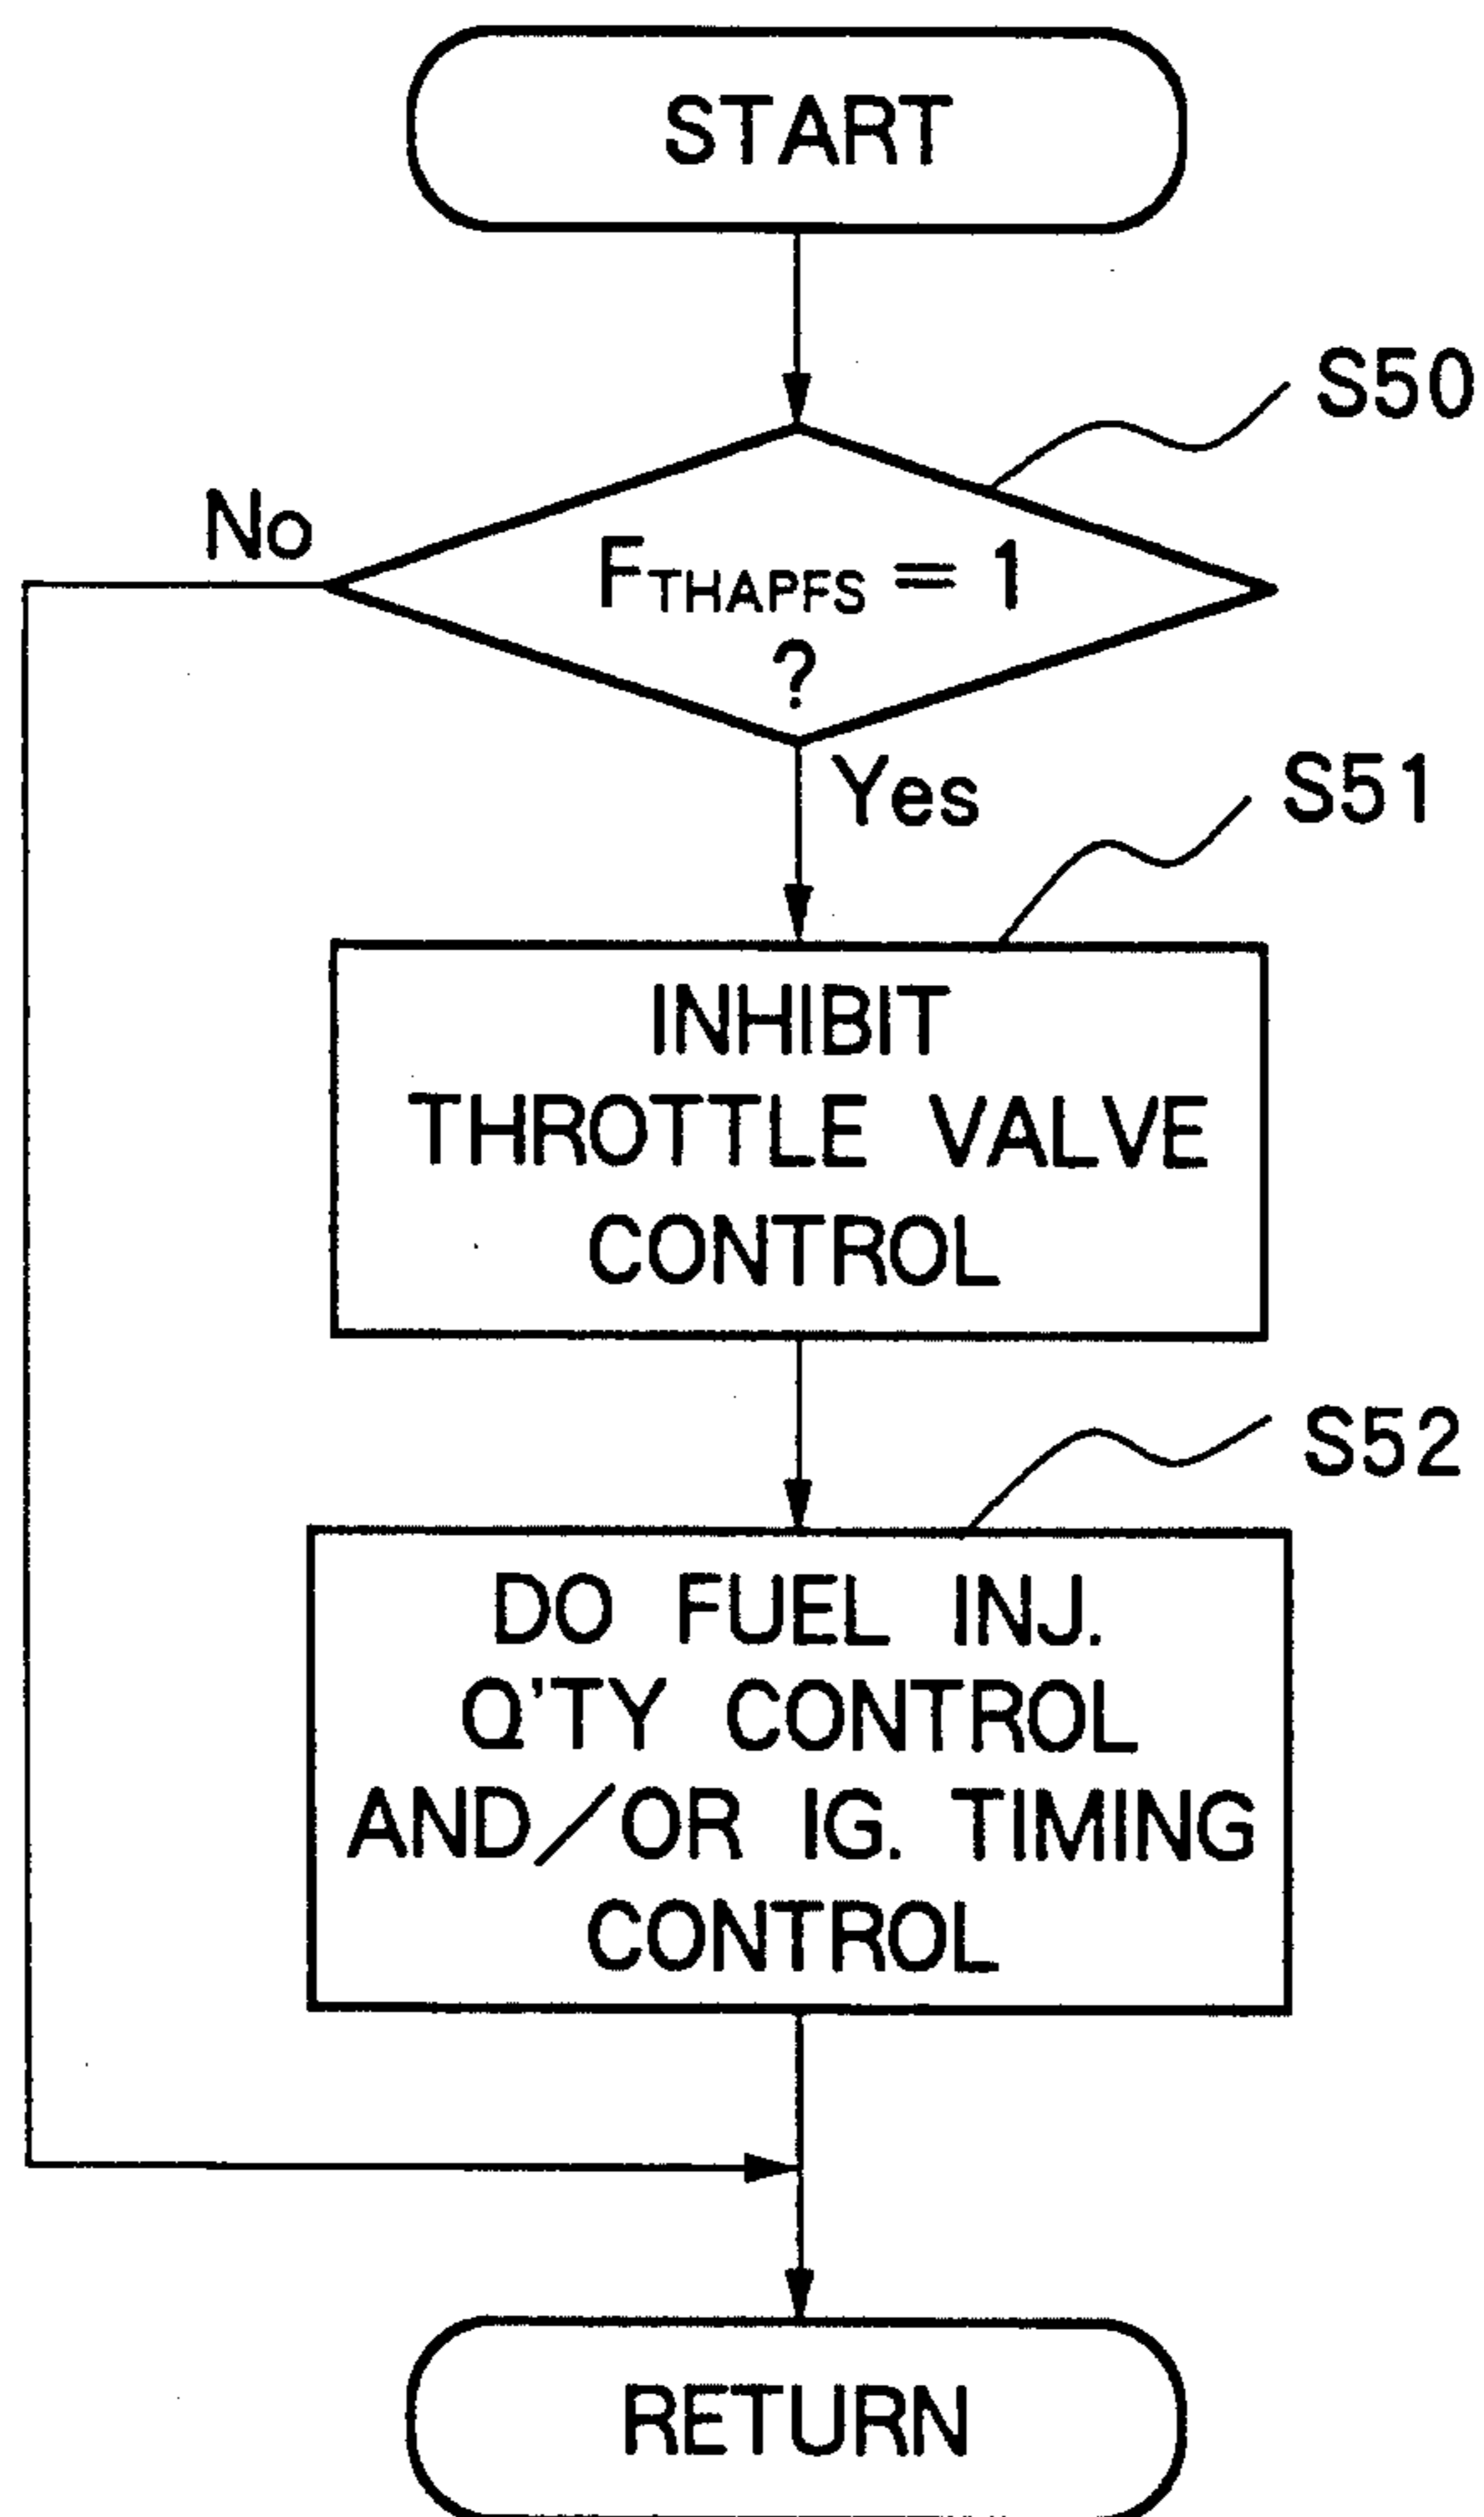 START
S50
No
FTHAPFS = 1
?
Yes
S51
INHIBIT
THROTTLE VALVE
CONTROL
S52
DO FUEL INJ.
Q'TY CONTROL
AND/OR IG. TIMING
CONTROL
RETURN